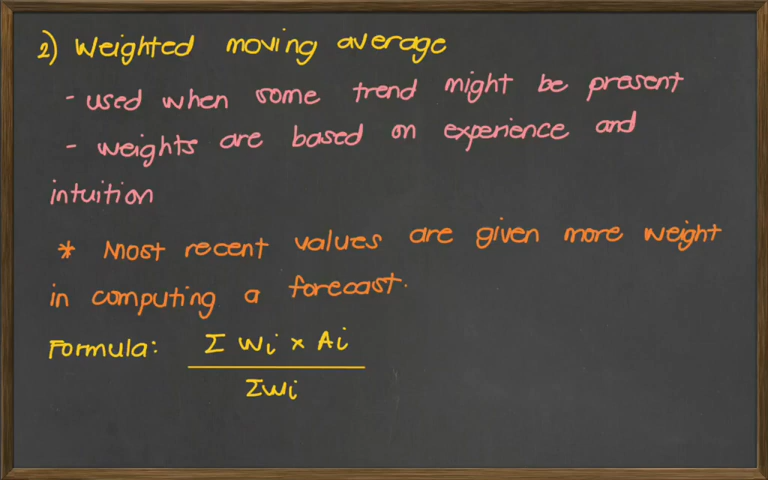 2) Weighted moving average
- used when some trend might be present
- weights are based on experience and
intuition
* Most recent values are given more weight
in computing a forecast.
Formula: Σ Wi × Ai
ΣWi